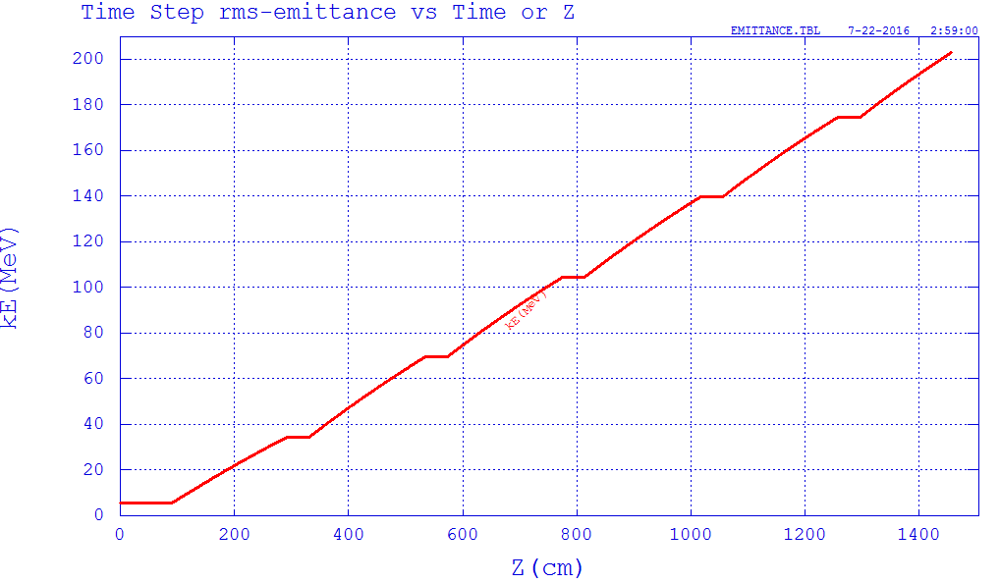 Time Step rms-emittance vs Time or Z
EMITTANCE.TBL 7-22-2016 2:59:00
200
180
160
140
120
100
80
60
40
20
0
kE(MeV)
kE(MeV)
0 200 400 600 800 1000 1200 1400
Z(cm)